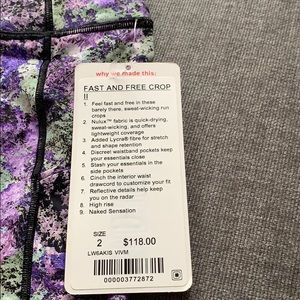 why we made this:
FAST AND FREE CROP
II
1. Feel fast and free in these
barely there, sweat-wicking run
crops
2. Nulux™ fabric is quick-drying,
sweat-wicking, and offers
lightweight coverage
3. Added Lycra® fibre for stretch
and shape retention
4. Discreet waistband pockets keep
your essentials close
5. Stash your essentials in the
side pockets
6. Cinch the interior waist
drawcord to customize your fit
7. Reflective details help keep
you on the radar
8. High rise
9. Naked Sensation
SIZE
2 $118.00
LW6AKIS VIVM
000003772872